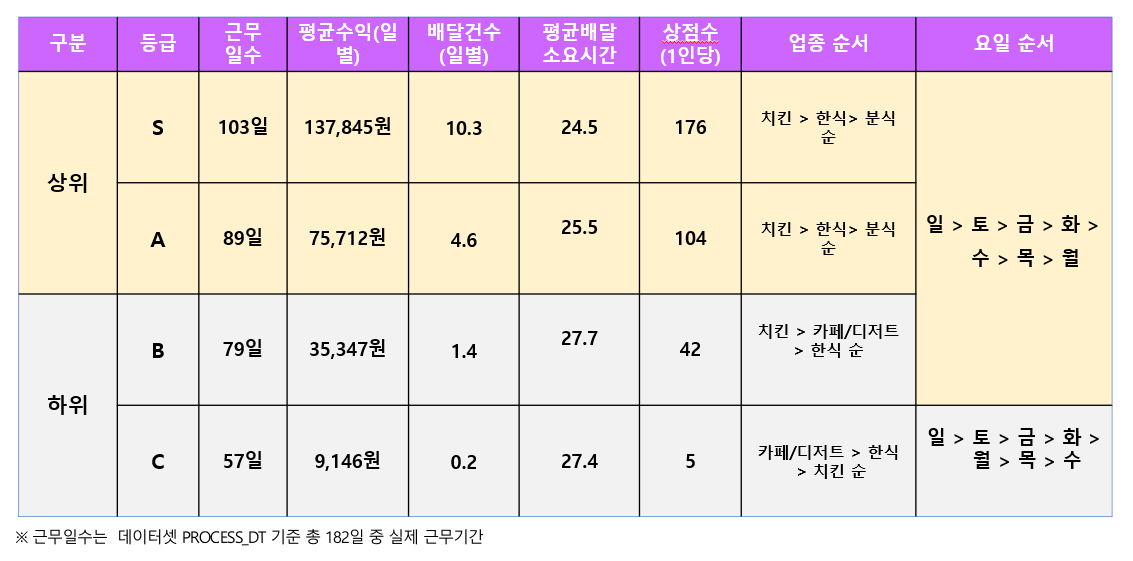 구분
등급
근무
일수
평균수익(일
별)
배달건수
(일별)
평균배달
소요시간
상점수
(1인당)
업종 순서
요일 순서
상위
S
103일
137,845원
10.3
24.5
176
치킨 > 한식> 분식
순
일 > 토 > 금 > 화 >
수 > 목 > 월
A
89일
75,712원
4.6
25.5
104
치킨 > 한식> 분식
순
하위
B
79일
35,347원
1.4
27.7
42
치킨 > 카페/디저트
> 한식 순
C
57일
9,146원
0.2
27.4
5
카페/디저트 > 한식
> 치킨 순
일 > 토 > 금 > 화 >
월 > 목 > 수
※ 근무일수는 데이터셋 PROCESS_DT 기준 총 182일 중 실제 근무기간